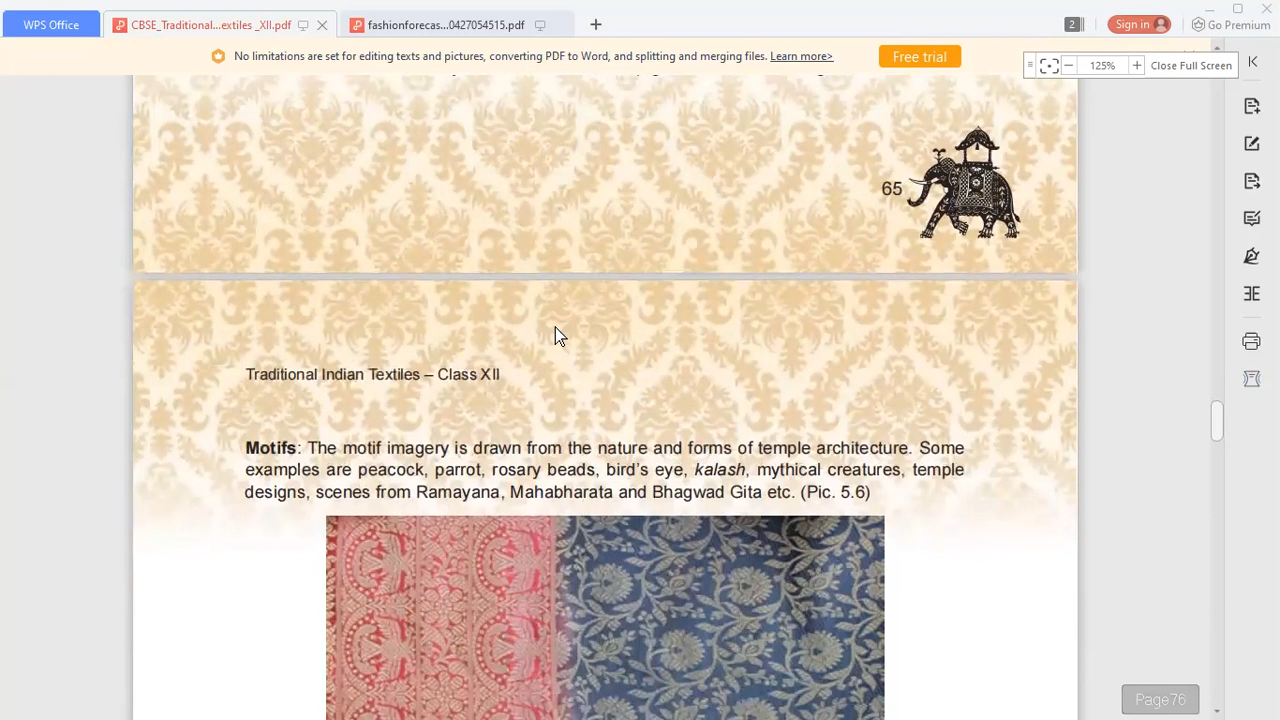 WPS Office
CBSE_Traditional...extiles _XII.pdf
fashionforecas...0427054515.pdf
2
Sign in
Go Premium
No limitations are set for editing texts and pictures, converting PDF to Word, and splitting and merging files. Learn more>
Free trial
125%
Close Full Screen
65
Traditional Indian Textiles – Class XII
Motifs: The motif imagery is drawn from the nature and forms of temple architecture. Some
examples are peacock, parrot, rosary beads, bird's eye, kalash, mythical creatures, temple
designs, scenes from Ramayana, Mahabharata and Bhagwad Gita etc. (Pic. 5.6)
Page76